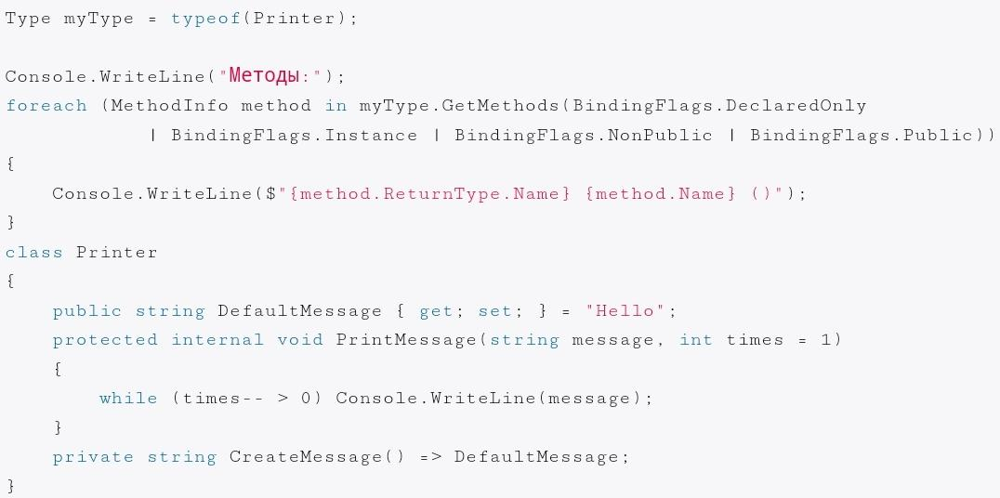 Type myType = typeof(Printer);

Console.WriteLine("Методы:");
foreach (MethodInfo method in myType.GetMethods(BindingFlags.DeclaredOnly
            | BindingFlags.Instance | BindingFlags.NonPublic | BindingFlags.Public))
{
    Console.WriteLine($"{method.ReturnType.Name} {method.Name} ()");
}
class Printer
{
    public string DefaultMessage { get; set; } = "Hello";
    protected internal void PrintMessage(string message, int times = 1)
    {
        while (times-- > 0) Console.WriteLine(message);
    }
    private string CreateMessage() => DefaultMessage;
}